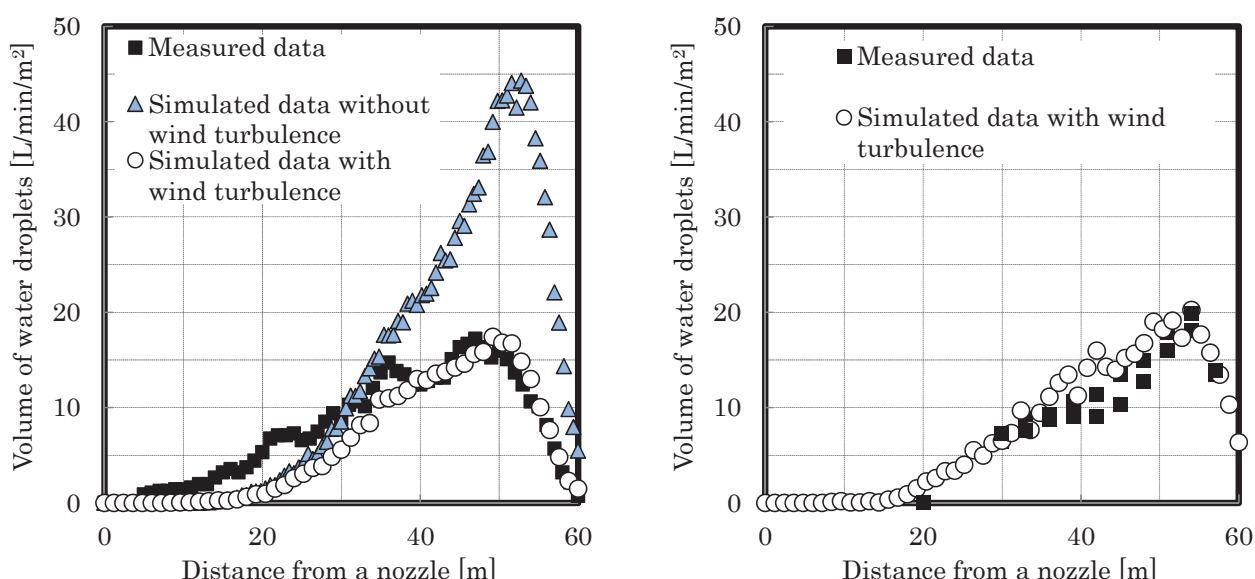 Volume of water droplets [L/min/m²]
50
40
30
20
10
0
Measured data
Simulated data without
wind turbulence
Simulated data with
wind turbulence
0
20
40
60
Distance from a nozzle [m]
Volume of water droplets [L/min/m²]
50
40
30
20
10
0
Measured data
Simulated data with wind
turbulence
0
20
40
60
Distance from a nozzle [m]